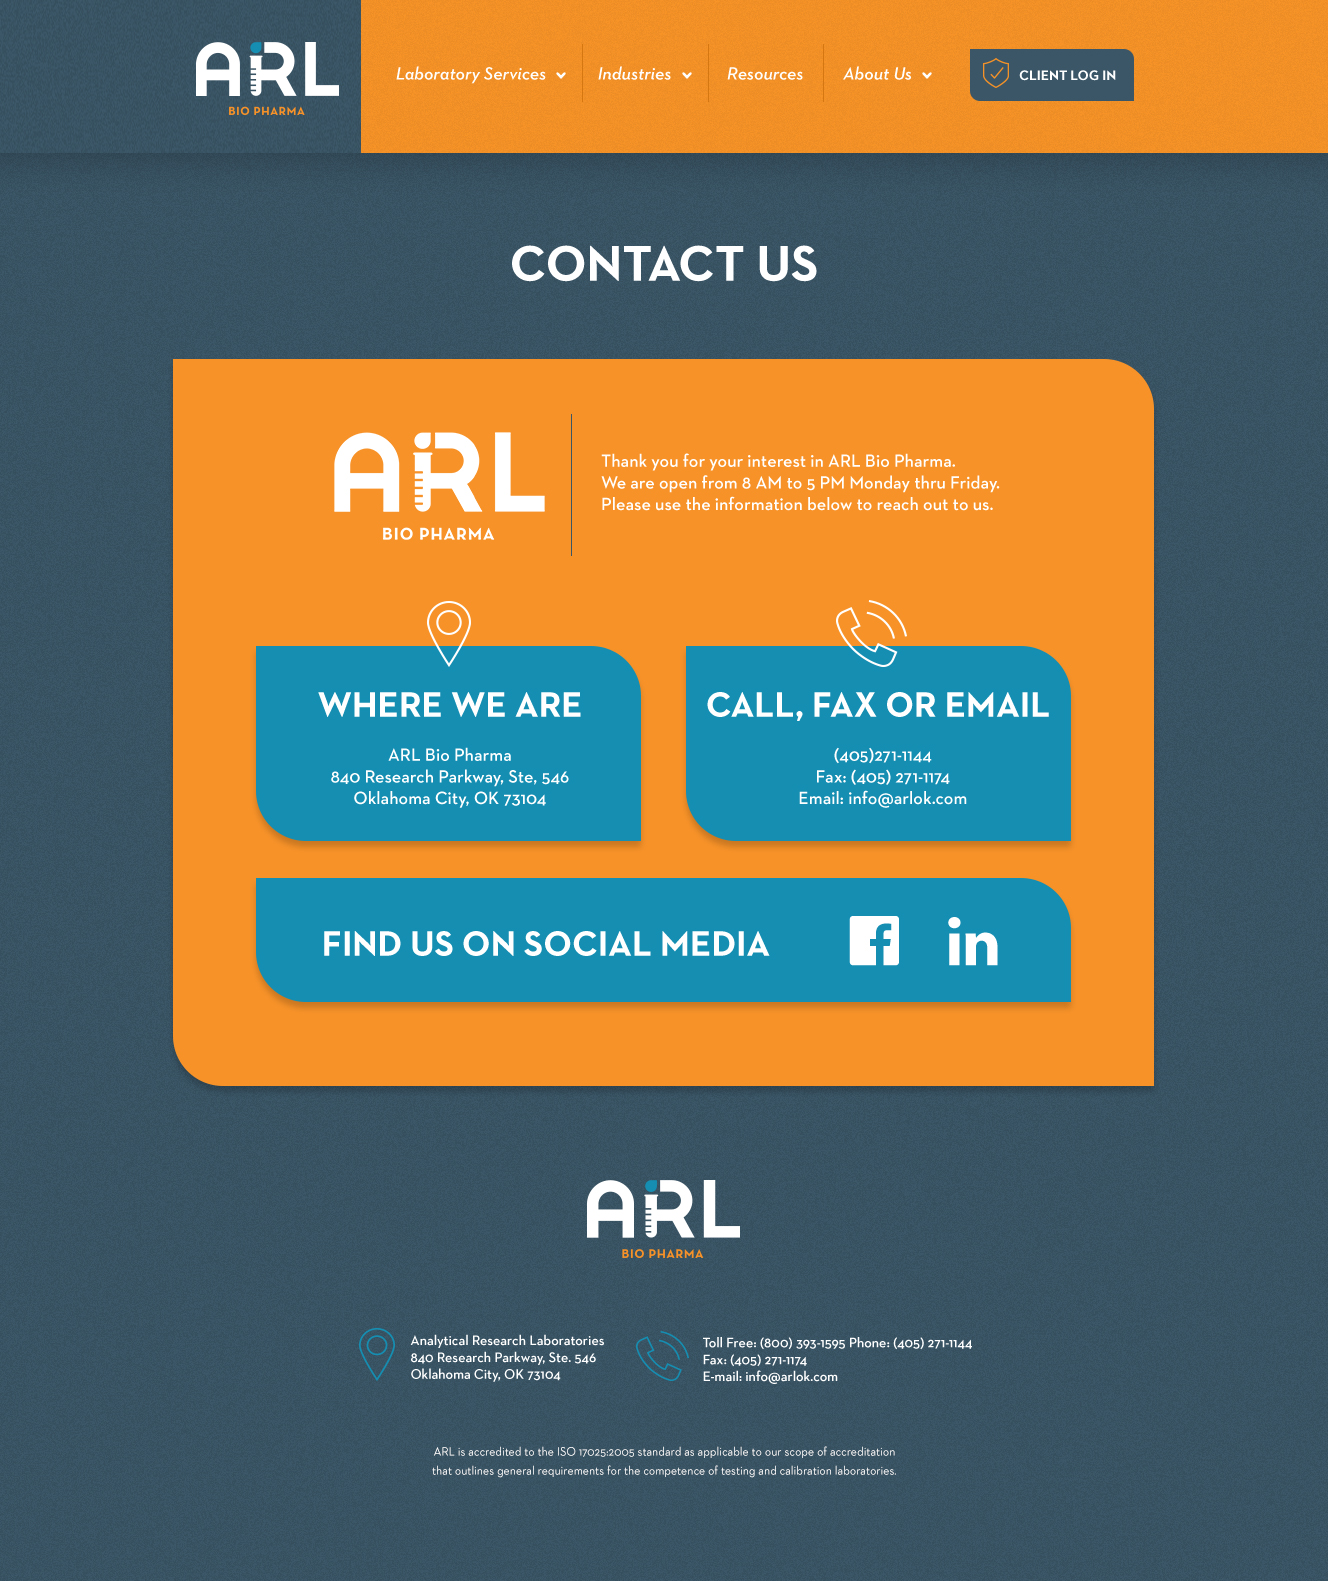 ARL
BIO PHARMA
Laboratory Services
Industries
Resources
About Us
CLIENT LOG IN
CONTACT US
ARL
BIO PHARMA
Thank you for your interest in ARL Bio Pharma.
We are open from 8 AM to 5 PM Monday thru Friday.
Please use the information below to reach out to us.
WHERE WE ARE
ARL Bio Pharma
840 Research Parkway, Ste, 546
Oklahoma City, OK 73104
CALL, FAX OR EMAIL
(405)271-1144
Fax: (405) 271-1174
Email: info@arlok.com
FIND US ON SOCIAL MEDIA
f
in
ARL
BIO PHARMA
Analytical Research Laboratories
840 Research Parkway, Ste. 546
Oklahoma City, OK 73104
Toll Free: (800) 393-1595 Phone: (405) 271-1144
Fax: (405) 271-1174
E-mail: info@arlok.com
ARL is accredited to the ISO 17025:2005 standard as applicable to our scope of accreditation
that outlines general requirements for the competence of testing and calibration laboratories.